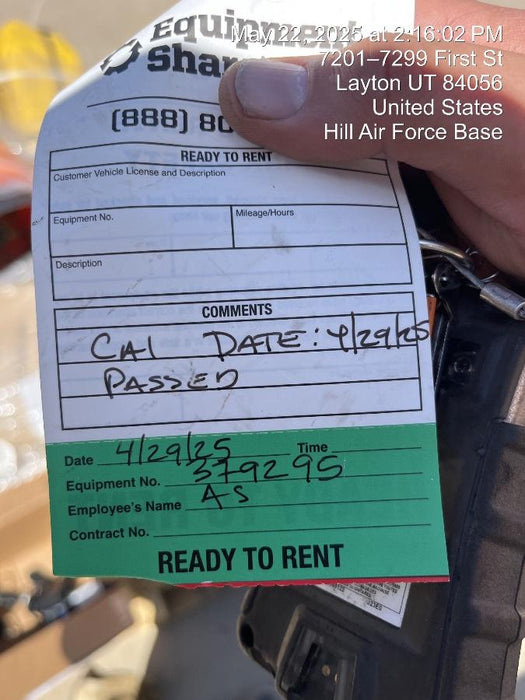 May 22, 2025 at 2:16:02 PM
7201–7299 First St
Layton UT 84056
United States
Hill Air Force Base
Equipment
Shar
(888) 80
READY TO RENT
Customer Vehicle License and Description
Equipment No. Mileage/Hours
Description
COMMENTS
CAL DATE: 4/29/25
PASSED
Date 4/29/25 Time
Equipment No. 379295
Employee's Name AS
Contract No.
READY TO RENT